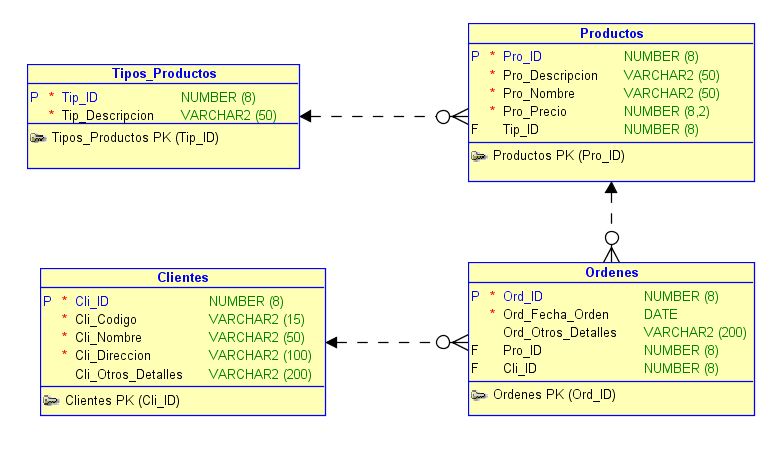 Tipos_Productos
P * Tip_ID NUMBER (8)
* Tip_Descripcion VARCHAR2 (50)
Tipos_Productos PK (Tip_ID)
Productos
P * Pro_ID NUMBER (8)
* Pro_Descripcion VARCHAR2 (50)
* Pro_Nombre VARCHAR2 (50)
* Pro_Precio NUMBER (8,2)
F Tip_ID NUMBER (8)
Productos PK (Pro_ID)
Clientes
P * Cli_ID NUMBER (8)
* Cli_Codigo VARCHAR2 (15)
* Cli_Nombre VARCHAR2 (50)
* Cli_Direccion VARCHAR2 (100)
Cli_Otros_Detalles VARCHAR2 (200)
Clientes PK (Cli_ID)
Ordenes
P * Ord_ID NUMBER (8)
* Ord_Fecha_Orden DATE
Ord_Otros_Detalles VARCHAR2 (200)
F Pro_ID NUMBER (8)
F Cli_ID NUMBER (8)
Ordenes PK (Ord_ID)